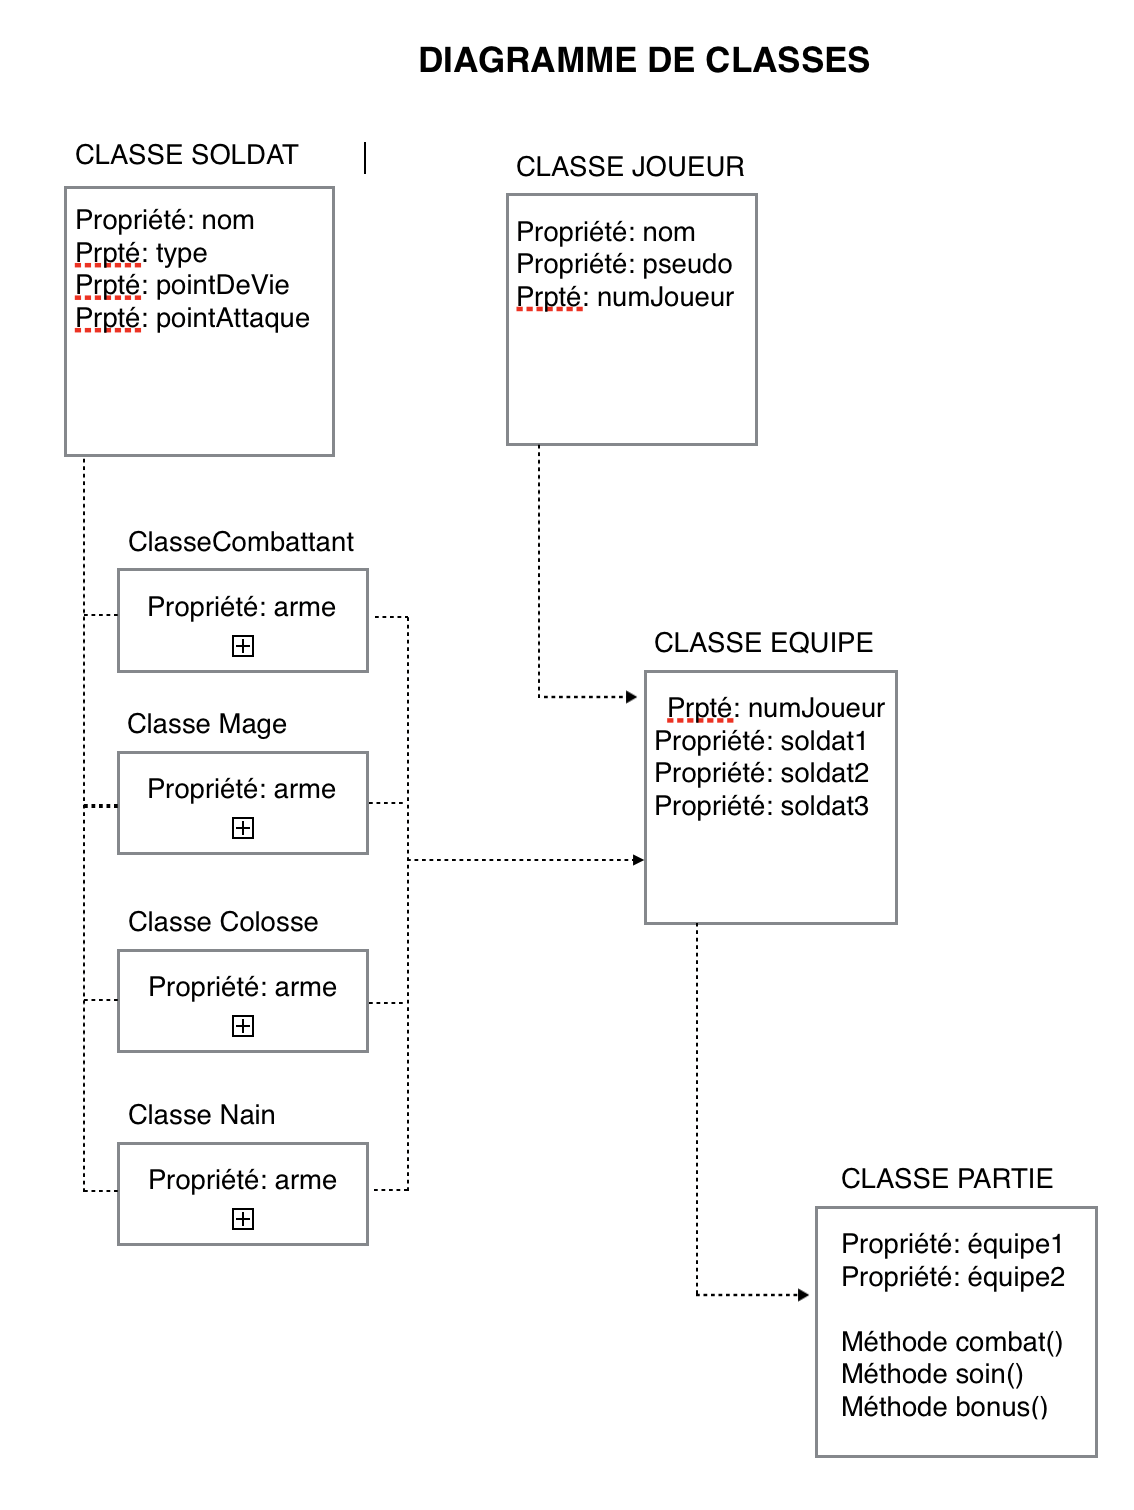 DIAGRAMME DE CLASSES
CLASSE SOLDAT
Propriété: nom
Prpté: type
Prpté: pointDeVie
Prpté: pointAttaque
CLASSE JOUEUR
Propriété: nom
Propriété: pseudo
Prpté: numJoueur
ClasseCombattant
Propriété: arme
Classe Mage
Propriété: arme
Classe Colosse
Propriété: arme
Classe Nain
Propriété: arme
CLASSE EQUIPE
Prpté: numJoueur
Propriété: soldat1
Propriété: soldat2
Propriété: soldat3
CLASSE PARTIE
Propriété: équipe1
Propriété: équipe2
Méthode combat()
Méthode soin()
Méthode bonus()